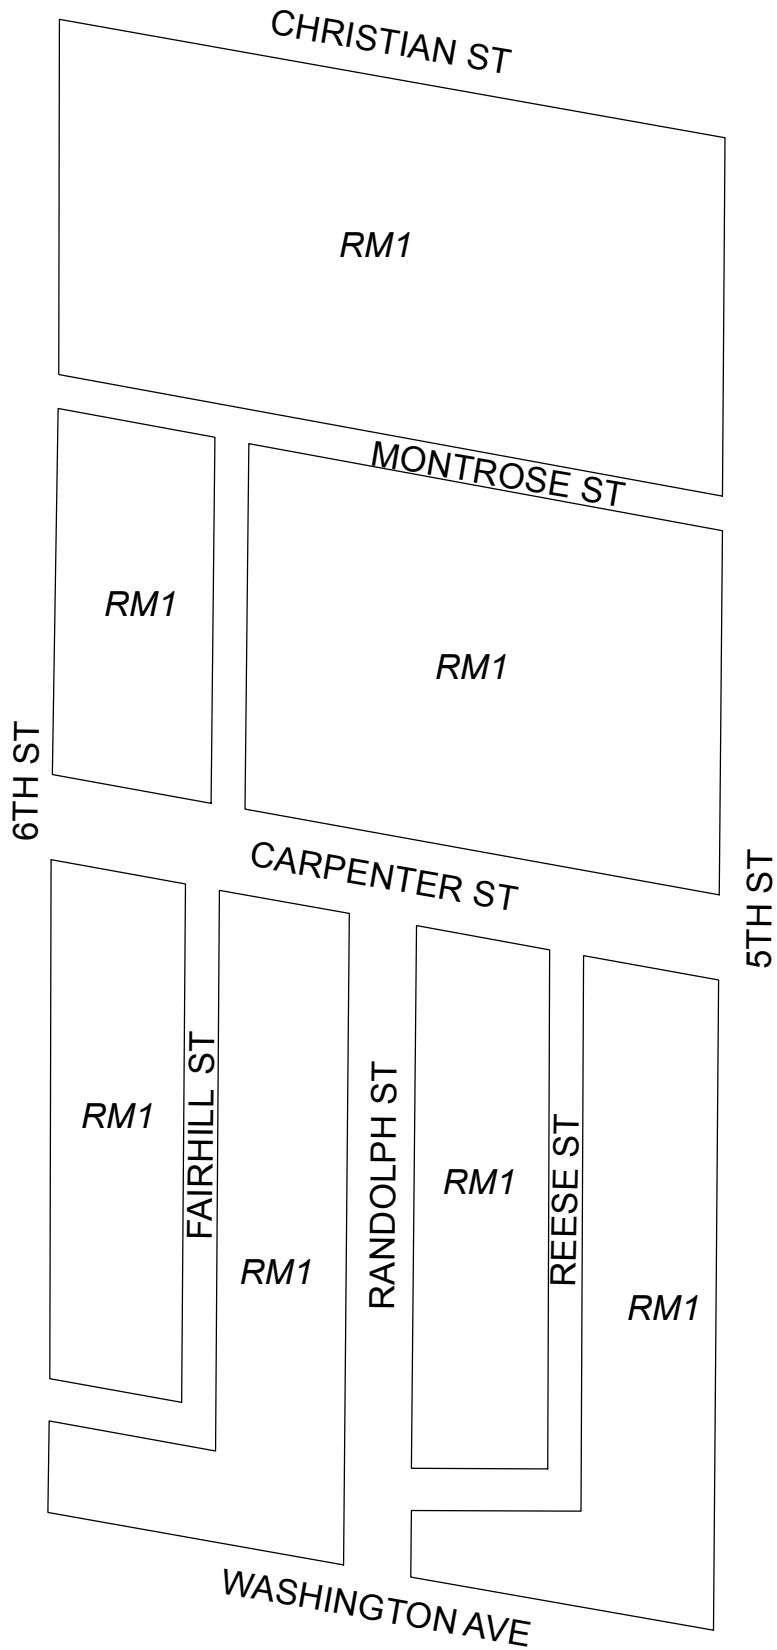 CHRISTIAN ST
RM1
MONTROSE ST
RM1
RM1
6TH ST
CARPENTER ST
5TH ST
RM1
FAIRHILL ST
RANDOLPH ST
RM1
REESE ST
RM1
RM1
WASHINGTON AVE